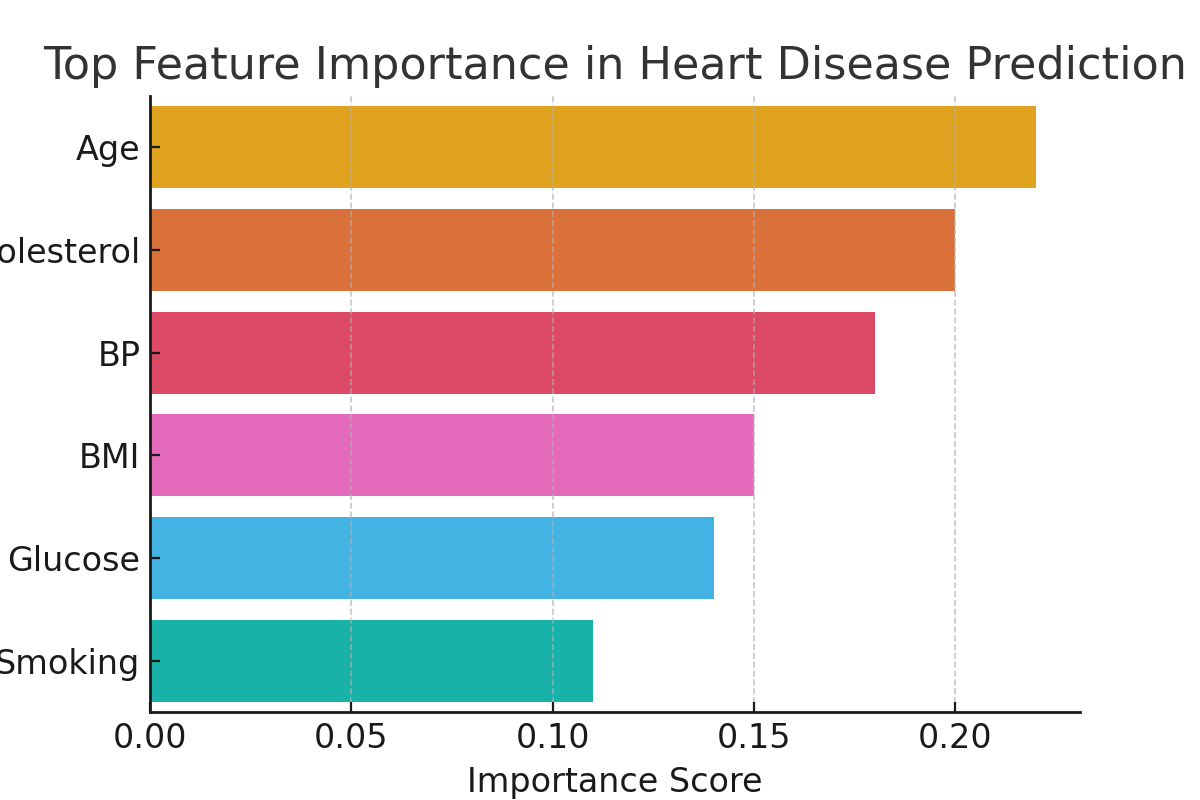 Top Feature Importance in Heart Disease Prediction
Age
olesterol
BP
BMI
Glucose
Smoking
0.00 0.05 0.10 0.15 0.20
Importance Score